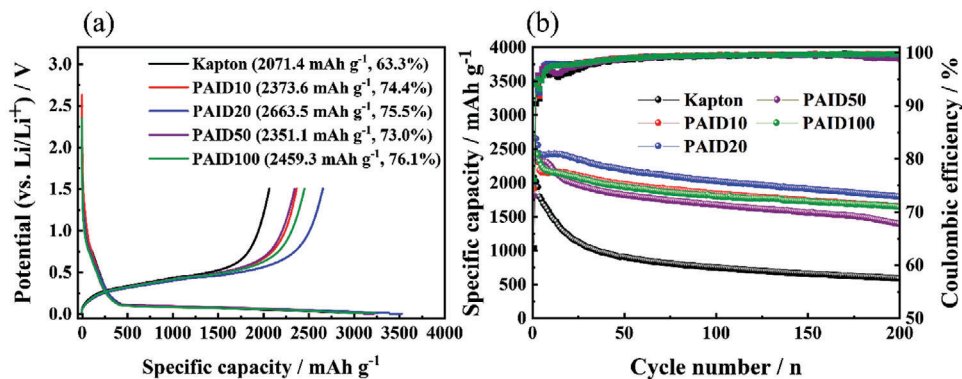 (a)
Potential (vs. Li/Li⁺) / V
3.0
2.5
2.0
1.5
1.0
0.5
0.0
Kapton (2071.4 mAh g⁻¹, 63.3%)
PAID10 (2373.6 mAh g⁻¹, 74.4%)
PAID20 (2663.5 mAh g⁻¹, 75.5%)
PAID50 (2351.1 mAh g⁻¹, 73.0%)
PAID100 (2459.3 mAh g⁻¹, 76.1%)
0 500 1000 1500 2000 2500 3000 3500 4000
Specific capacity / mAh g⁻¹
(b)
Specific capacity / mAh g⁻¹
4000
3500
3000
2500
2000
1500
1000
500
0
Kapton
PAID10
PAID20
PAID50
PAID100
100
90
80
70
60
50
Coulombic efficiency / %
0 50 100 150 200
Cycle number / n